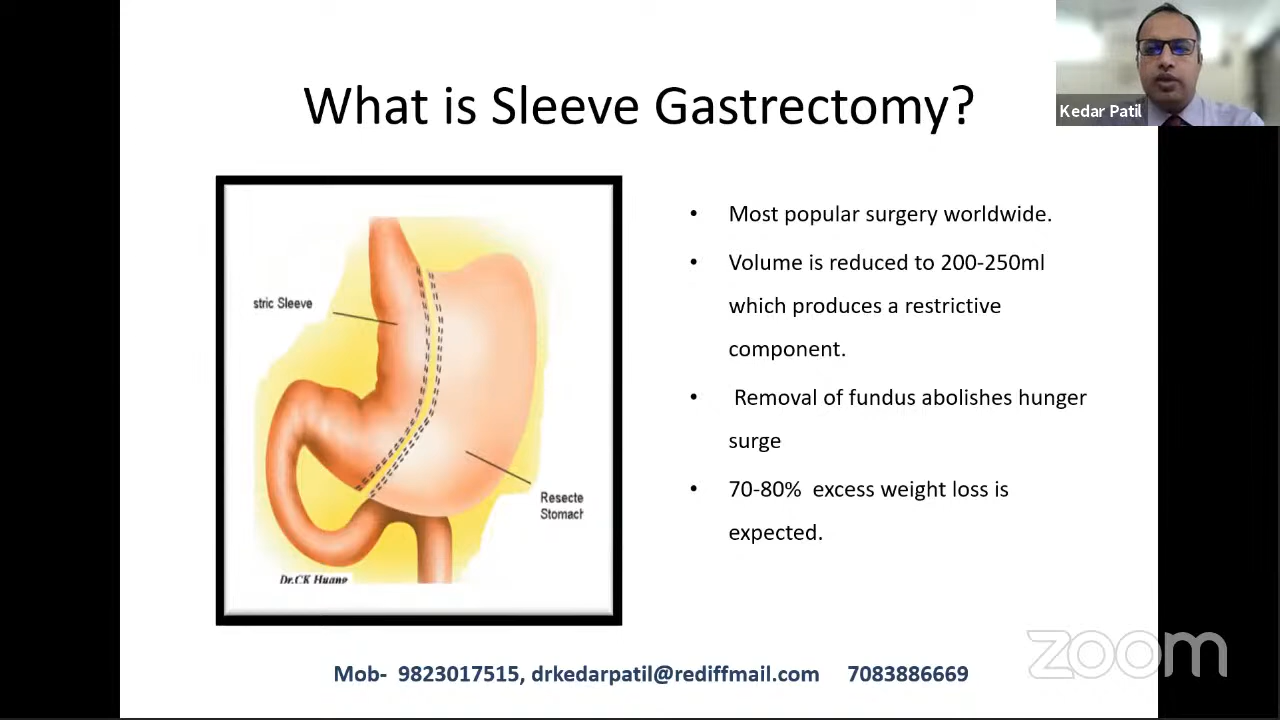 What is Sleeve Gastrectomy?
Kedar Patil
stric Sleeve
Resecte
Stomach
Dr.CK Huang
• Most popular surgery worldwide.
• Volume is reduced to 200-250ml
which produces a restrictive
component.
• Removal of fundus abolishes hunger
surge
• 70-80% excess weight loss is
expected.
Mob- 9823017515, drkedarpatil@rediffmail.com 7083886669
zoom